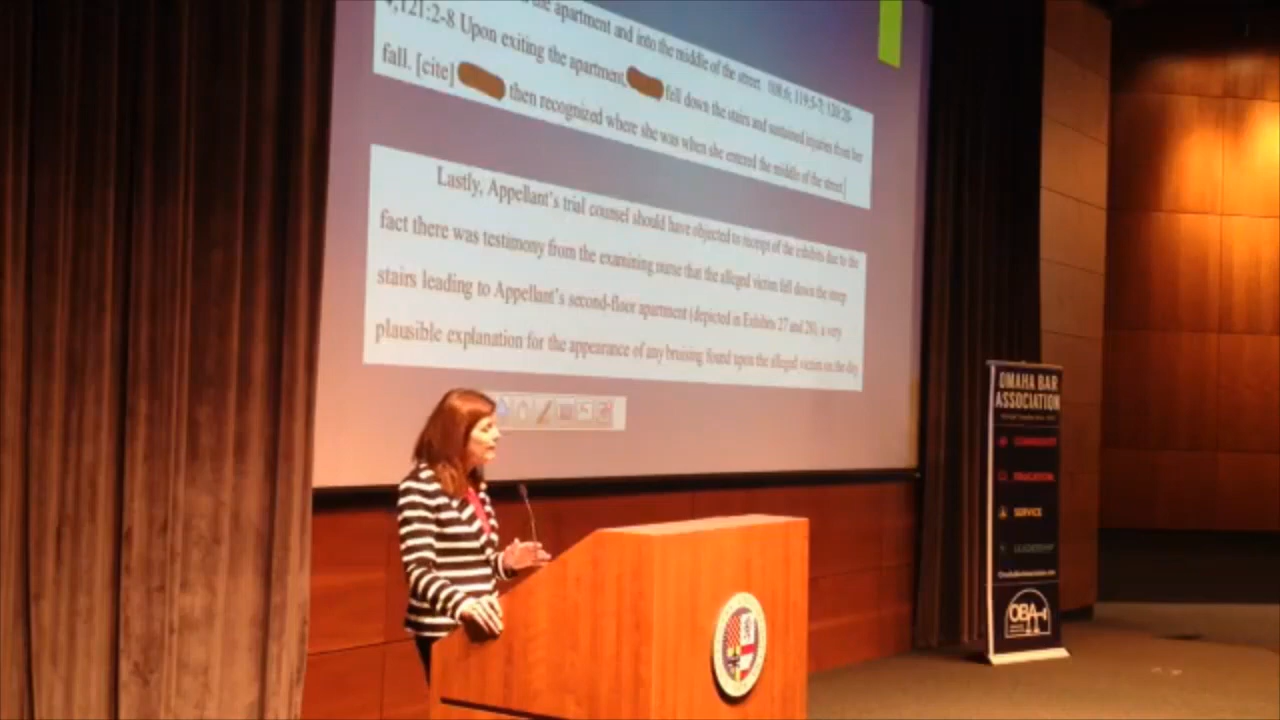 the apartment and into the middle of the street 108:6; 119:5-7; 120:20-
121:2-8 Upon exiting the apartment, fell down the stairs and sustained injuries from her
fall. [cite] then recognized where she was when she entered the middle of the street
Lastly, Appellant's trial counsel should have objected to receipt of the exhibits due to the
fact there was testimony from the examining nurse that the alleged victim fell down the steep
stairs leading to Appellant's second-floor apartment (depicted in Exhibits 27 and 28), a very
plausible explanation for the appearance of any bruising found upon the alleged victim on the day
OMAHA BAR
ASSOCIATION
COMMUNITY
EDUCATION
SERVICE
LEADERSHIP
OBA